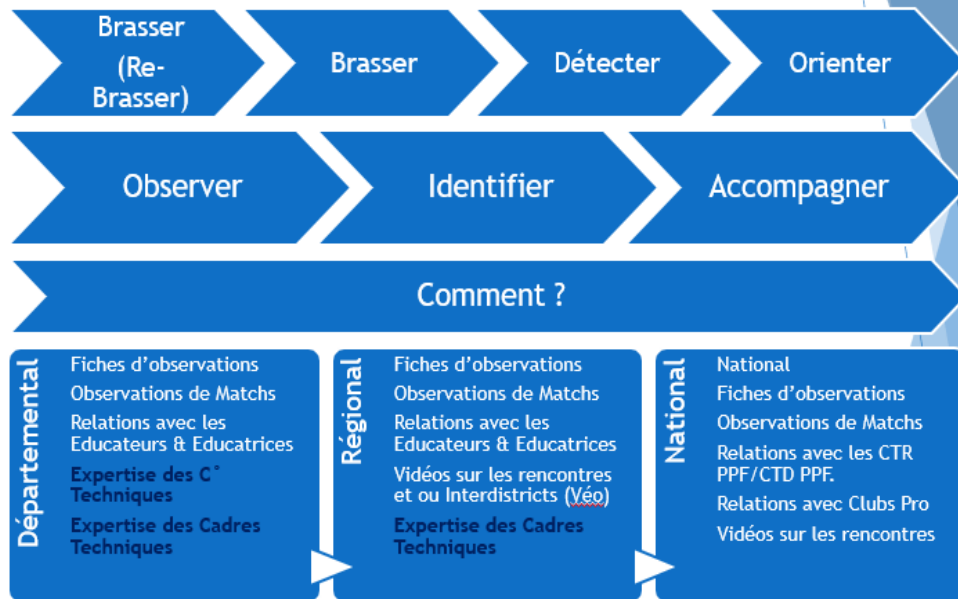 Brasser
(Re-
Brasser)
Brasser
Détecter
Orienter
Observer
Identifier
Accompagner
Comment ?
Départemental
Fiches d'observations
Observations de Matchs
Relations avec les
Educateurs & Educatrices
Expertise des C°
Techniques
Expertise des Cadres
Techniques
Régional
Fiches d'observations
Observations de Matchs
Relations avec les
Educateurs & Educatrices
Vidéos sur les rencontres
et ou Interdistricts (Véo)
Expertise des Cadres
Techniques
National
National
Fiches d'observations
Observations de Matchs
Relations avec les CTR
PPF/CTD PPF.
Relations avec Clubs Pro
Vidéos sur les rencontres